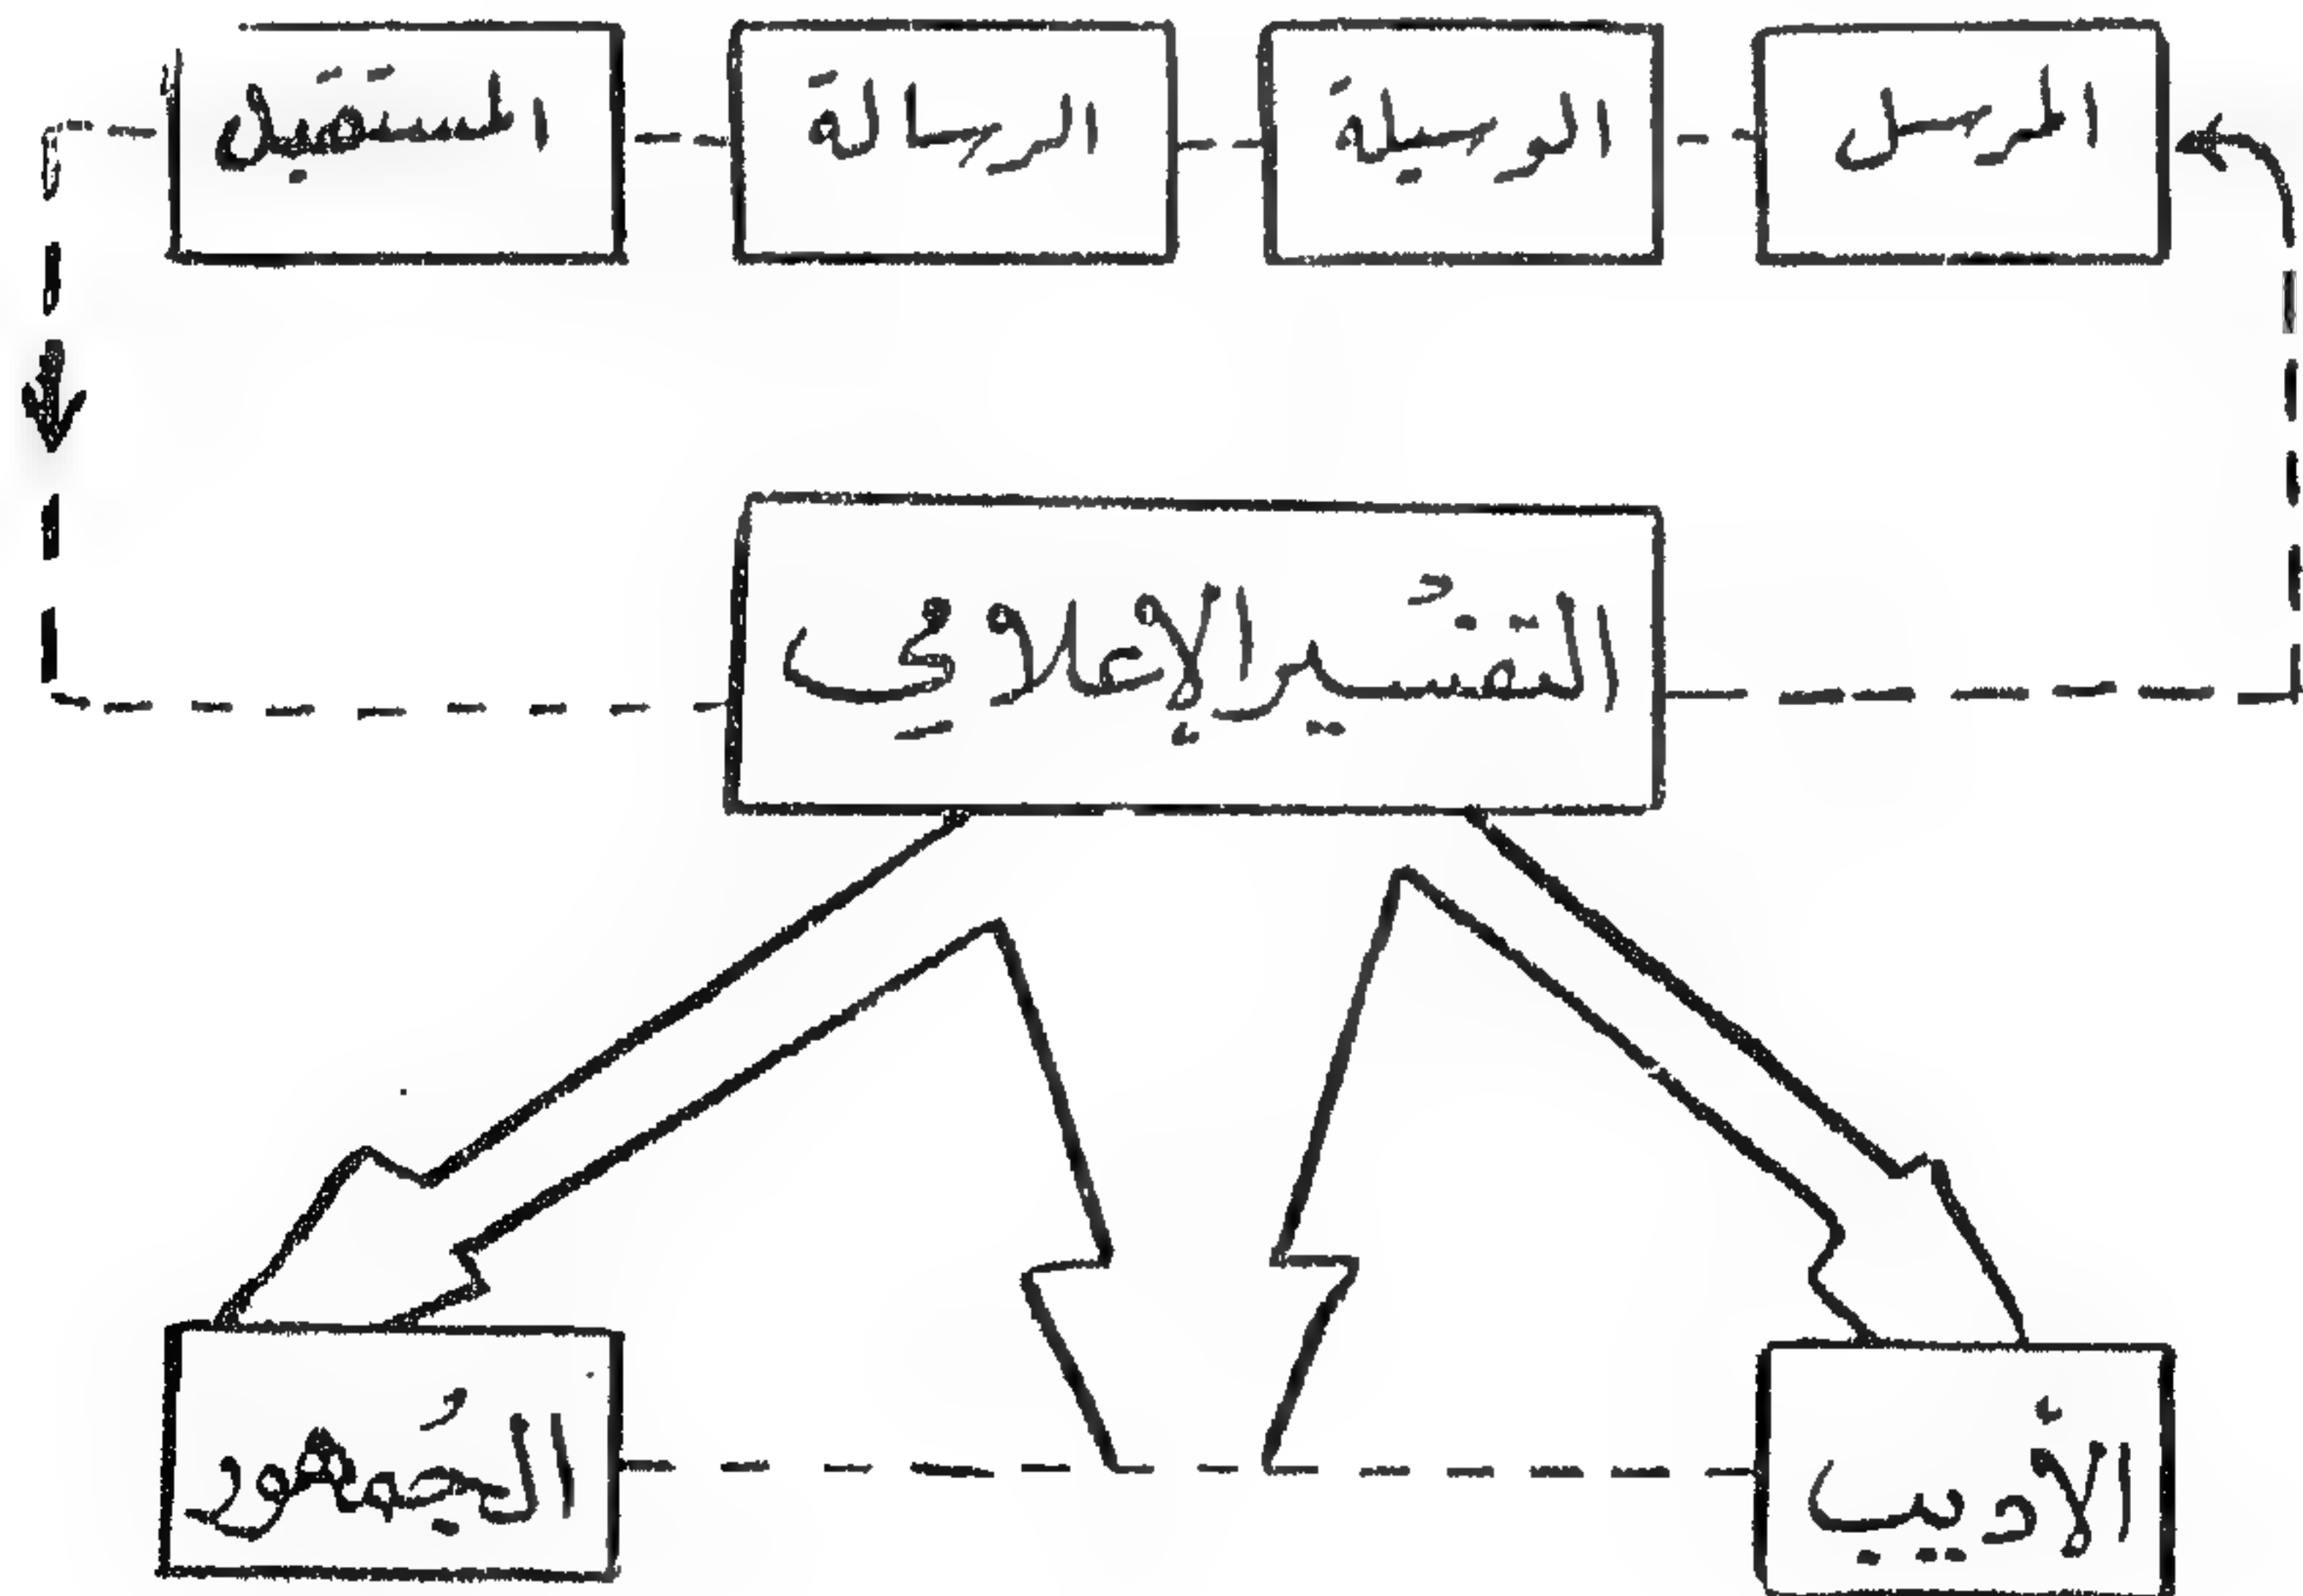 المرسل
الوسيلة
الرسالة
المستقبل
التفسير الإعلامي
الأديب
الجمهور